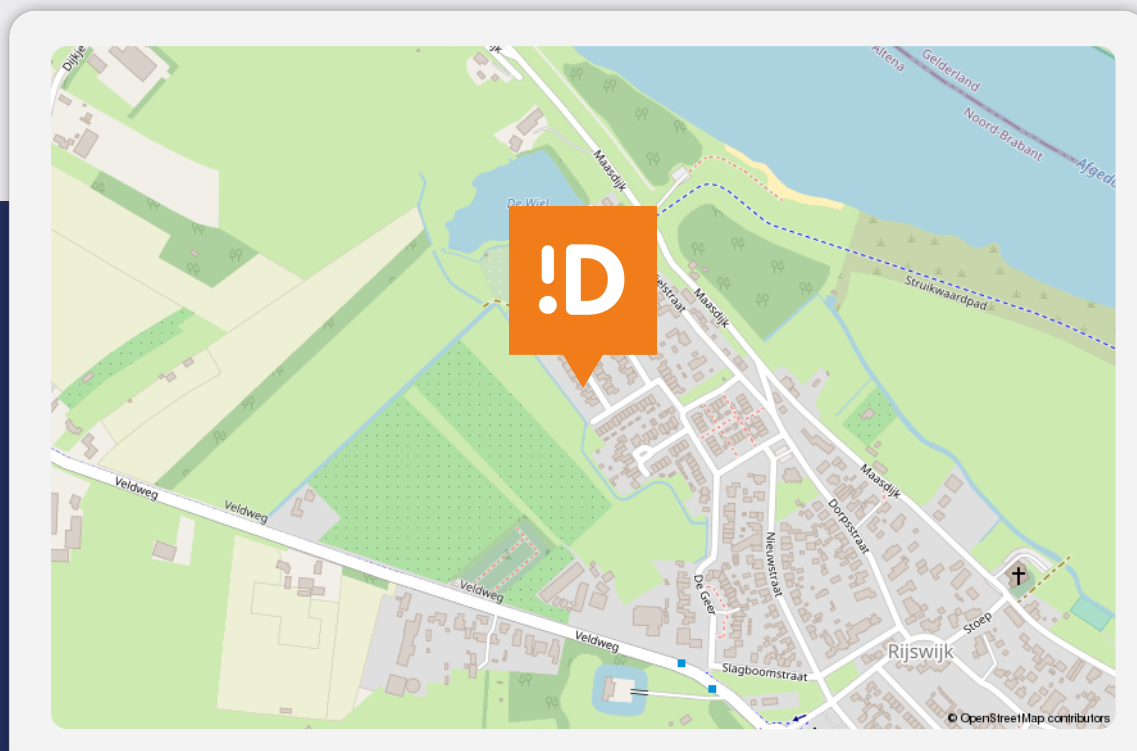 Dijkje
Altena
Gelderland
Noord-Brabant
Maasdijk
De Wiel
Struikwaardpad
Maasdijk
!D
Veldweg
Veldweg
Maasdijk
Dorpsstraat
Nieuwstraat
De Geer
Veldweg
Veldweg
Stoep
Rijswijk
Slagboomstraat
© OpenStreetMap contributors